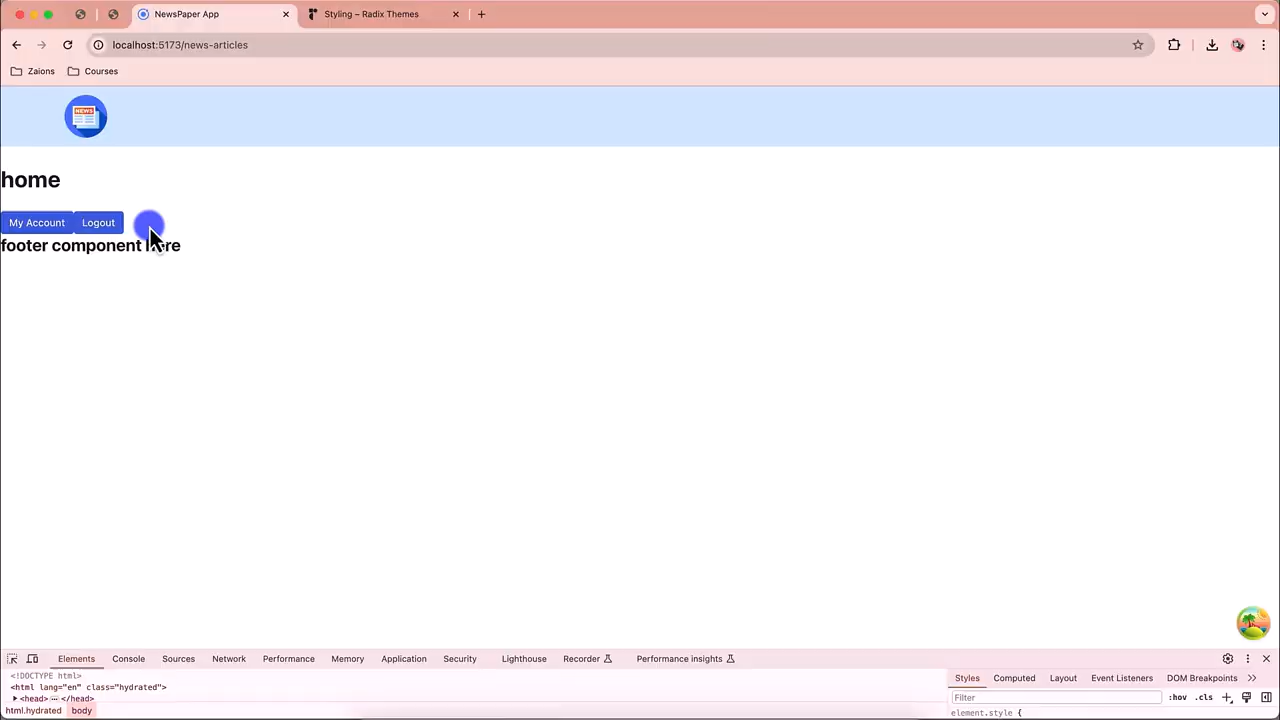 NewsPaper App
Styling – Radix Themes
localhost:5173/news-articles
Zaions
Courses
NEWS
home
My Account
Logout
footer component here
Elements
Console
Sources
Network
Performance
Memory
Application
Security
Lighthouse
Recorder
Performance insights
<!DOCTYPE html>
<html lang="en" class="hydrated">
<head> … </head>
html.hydrated
body
Styles
Computed
Layout
Event Listeners
DOM Breakpoints
Filter
:hov
.cls
element.style {